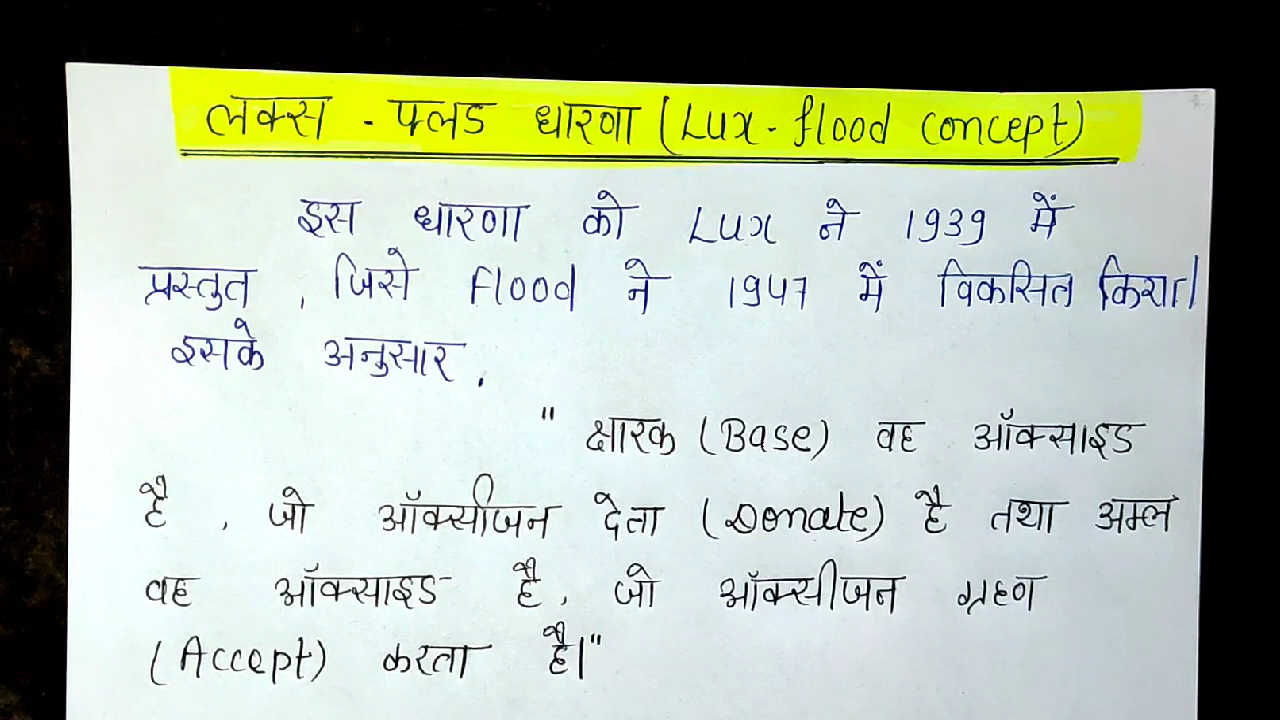 लक्स - फ्लड धारणा (Lux - flood concept)
इस धारणा को Lux ने 1939 में
प्रस्तुत , जिसे Flood ने 1947 में विकसित किया।
इसके अनुसार .
" क्षारक (Base) वह ऑक्साइड
है , जो ऑक्सीजन देता (Donate) है तथा अम्ल
वह ऑक्साइड है , जो ऑक्सीजन ग्रहण
(Accept) करता है।"